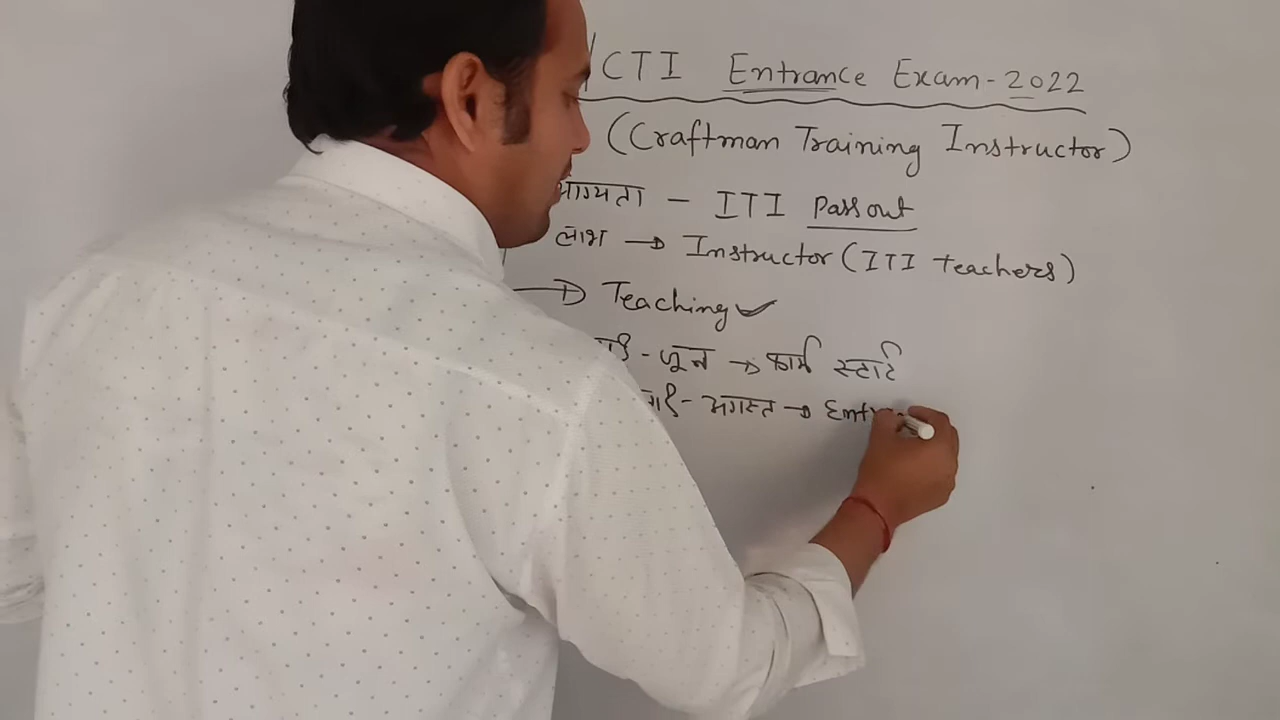 CTI Entrance Exam-2022
(Craftman Training Instructor)
- ITI Passout
लाभ → Instructor (ITI teachers)
→ Teaching ✓
- जून → फार्म स्टार्ट
- अगस्त →